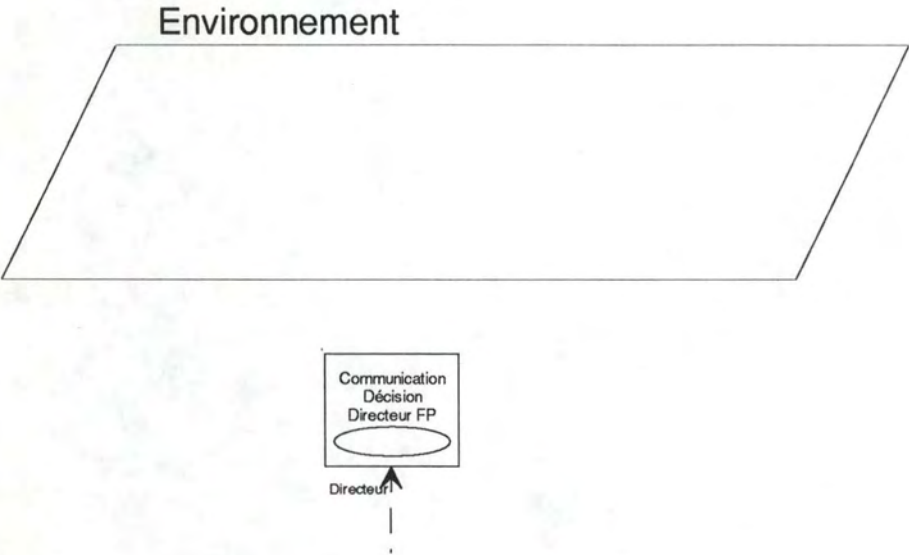 Environnement
Communication
Décision
Directeur FP
Directeur